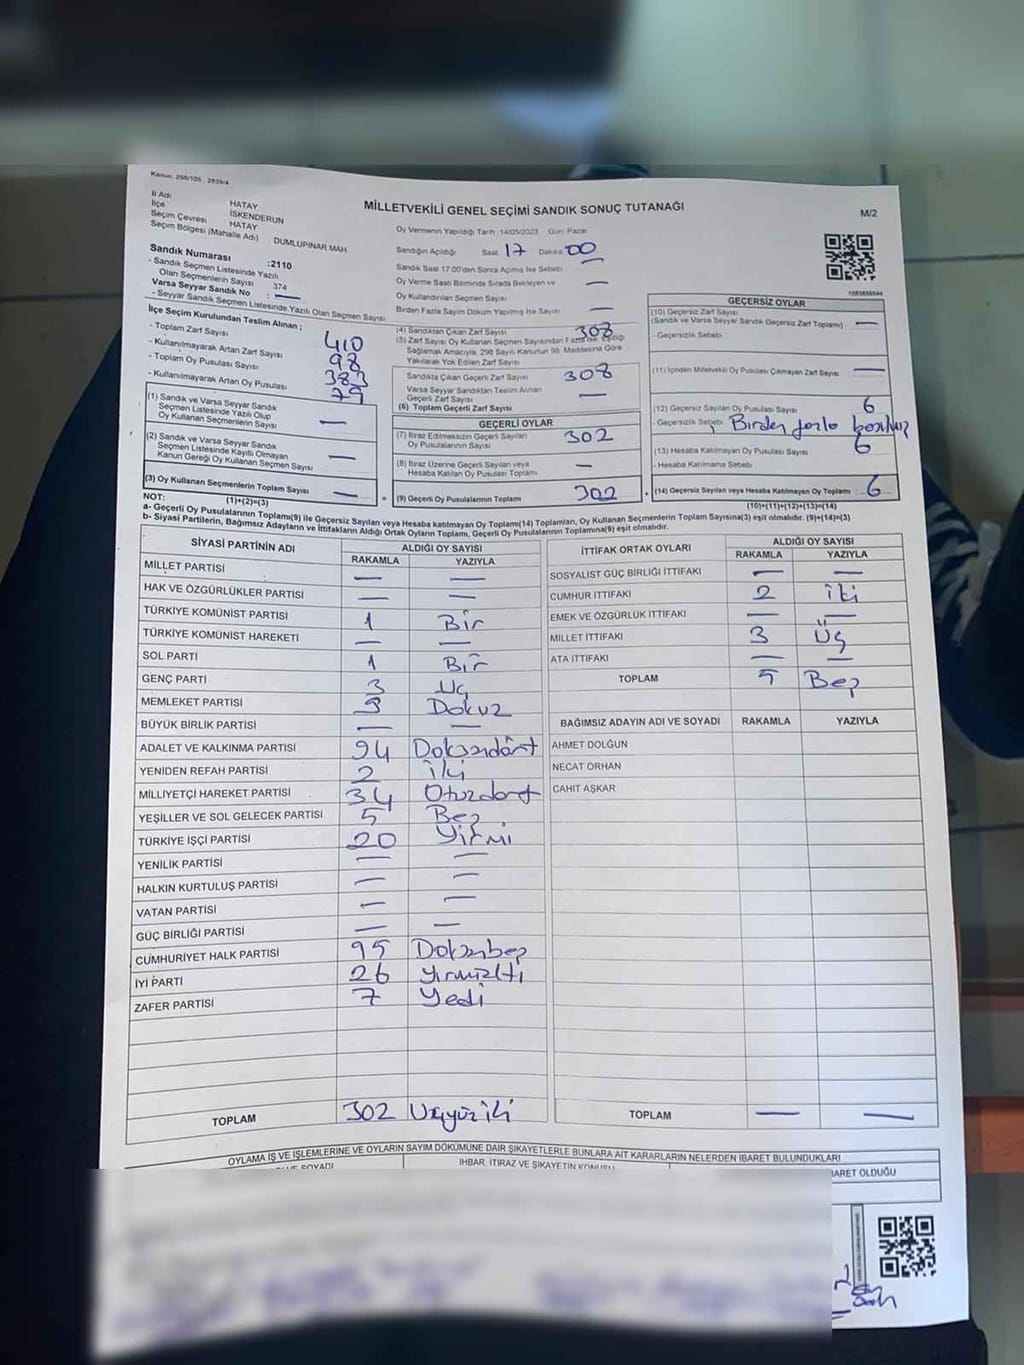 Kanun, 298/105 - 2839/4
İl Adı HATAY
İlçe İSKENDERUN
Seçim Çevresi HATAY
Seçim Bölgesi (Mahalle Adı) DUMLUPINAR MAH.
MİLLETVEKİLİ GENEL SEÇİMİ SANDIK SONUÇ TUTANAĞI
M/2
Oy Vermenin Yapıldığı Tarih 14/05/2023 Gün: Pazar
Sandığın Açıldığı Saat 17 Dakika 00
Sandık Saat 17.00'den Sonra Açılmış İse Sebebi
Oy Verme Saati Bitiminde Sırada Bekleyen ve —
Oy Kullandırılan Seçmen Sayısı
Birden Fazla Sayım Döküm Yapılmış İse Sayısı —
Sandık Numarası :2110
- Sandık Seçmen Listesinde Yazılı
Olan Seçmenlerin Sayısı 374
Varsa Seyyar Sandık No : —
- Seyyar Sandık Seçmen Listesinde Yazılı Olan Seçmen Sayısı
İlçe Seçim Kurulundan Teslim Alınan ;
- Toplam Zarf Sayısı 410
- Kullanılmayarak Artan Zarf Sayısı 98
- Toplam Oy Pusulası Sayısı 383
- Kullanılmayarak Artan Oy Pusulası 79
(1) Sandık ve Varsa Seyyar Sandık
Seçmen Listesinde Yazılı Olup
Oy Kullanan Seçmenlerin Sayısı —
(2) Sandık ve Varsa Seyyar Sandık
Seçmen Listesinde Kayıtlı Olmayan
Kanun Gereği Oy Kullanan Seçmen Sayısı —
(3) Oy Kullanan Seçmenlerin Toplam Sayısı —
(1)+(2)=(3)
(4) Sandıktan Çıkan Zarf Sayısı 308
(5) Zarf Sayısı Oy Kullanan Seçmen Sayısından Fazla İse, Eşitliği
Sağlamak Amacıyla, 298 Sayılı Kanunun 98. Maddesine Göre
Yakılarak Yok Edilen Zarf Sayısı
Sandıkta Çıkan Geçerli Zarf Sayısı 308
Varsa Seyyar Sandıktan Teslim Alınan
Geçerli Zarf Sayısı —
(6) Toplam Geçerli Zarf Sayısı
GEÇERLİ OYLAR
(7) İtiraz Edilmeksizin Geçerli Sayılan
Oy Pusulasının Sayısı 302
(8) İtiraz Üzerine Geçerli Sayılan veya
Hesaba Katılan Oy Pusulası Toplamı —
(9) Geçerli Oy Pusulalarının Toplamı 302
1083688544
GEÇERSİZ OYLAR
(10) Geçersiz Zarf Sayısı
(Sandık ve Varsa Seyyar Sandık Geçersiz Zarf Toplamı) —
- Geçersizlik Sebebi
(11) İçinden Milletvekili Oy Pusulası Çıkmayan Zarf Sayısı —
(12) Geçersiz Sayılan Oy Pusulası Sayısı 6
- Geçersizlik Sebebi Birden fazla
(13) Hesaba Katılmayan Oy Pusulası Sayısı 6
- Hesaba Katılmama Sebebi
(14) Geçersiz Sayılan veya Hesaba Katılmayan Oy Toplamı 6
(10)+(11)+(12)+(13)=(14)
NOT:
a- Geçerli Oy Pusulalarının Toplamı(9) ile Geçersiz Sayılan veya Hesaba katılmayan Oy Toplamı(14) Toplamları, Oy Kullanan Seçmenlerin Toplam Sayısına(3) eşit olmalıdır. (9)+(14)=(3)
b- Siyasi Partilerin, Bağımsız Adayların ve İttifakların Aldığı Ortak Oyların Toplamı, Geçerli Oy Pusulalarının Toplamına(9) eşit olmalıdır.
SİYASİ PARTİNİN ADI ALDIĞI OY SAYISI
RAKAMLA YAZIYLA
MİLLET PARTİSİ — —
HAK VE ÖZGÜRLÜKLER PARTİSİ — —
TÜRKİYE KOMÜNİST PARTİSİ 1 Bir
TÜRKİYE KOMÜNİST HAREKETİ — —
SOL PARTİ 1 Bir
GENÇ PARTİ 3 Üç
MEMLEKET PARTİSİ 9 Dokuz
BÜYÜK BİRLİK PARTİSİ — —
ADALET VE KALKINMA PARTİSİ 94 Doksandört
YENİDEN REFAH PARTİSİ 2 İki
MİLLİYETÇİ HAREKET PARTİSİ 34 Otuzdört
YEŞİLLER VE SOL GELECEK PARTİSİ 5 Beş
TÜRKİYE İŞÇİ PARTİSİ 20 Yirmi
YENİLİK PARTİSİ — —
HALKIN KURTULUŞ PARTİSİ — —
VATAN PARTİSİ — —
GÜÇ BİRLİĞİ PARTİSİ — —
CUMHURİYET HALK PARTİSİ 95 Doksanbeş
İYİ PARTİ 26 Yirmialtı
ZAFER PARTİSİ 7 Yedi
TOPLAM 302 Üçyüziki
İTTİFAK ORTAK OYLARI ALDIĞI OY SAYISI
RAKAMLA YAZIYLA
SOSYALİST GÜÇ BİRLİĞİ İTTİFAKI — —
CUMHUR İTTİFAKI 2 İki
EMEK VE ÖZGÜRLÜK İTTİFAKI — —
MİLLET İTTİFAKI 3 Üç
ATA İTTİFAKI — —
TOPLAM 5 Beş
BAĞIMSIZ ADAYIN ADI VE SOYADI RAKAMLA YAZIYLA
AHMET DOLĞUN
NECAT ORHAN
CAHİT AŞKAR
TOPLAM — —
OYLAMA İŞ VE İŞLEMLERİNE VE OYLARIN SAYIM DÖKÜMÜNE DAİR ŞİKAYETLERLE BUNLARA AİT KARARLARIN NELERDEN İBARET BULUNDUKLARI
SOYADI İHBAR, İTİRAZ VE ŞİKAYETİN KONUSU BARET OLDUĞU